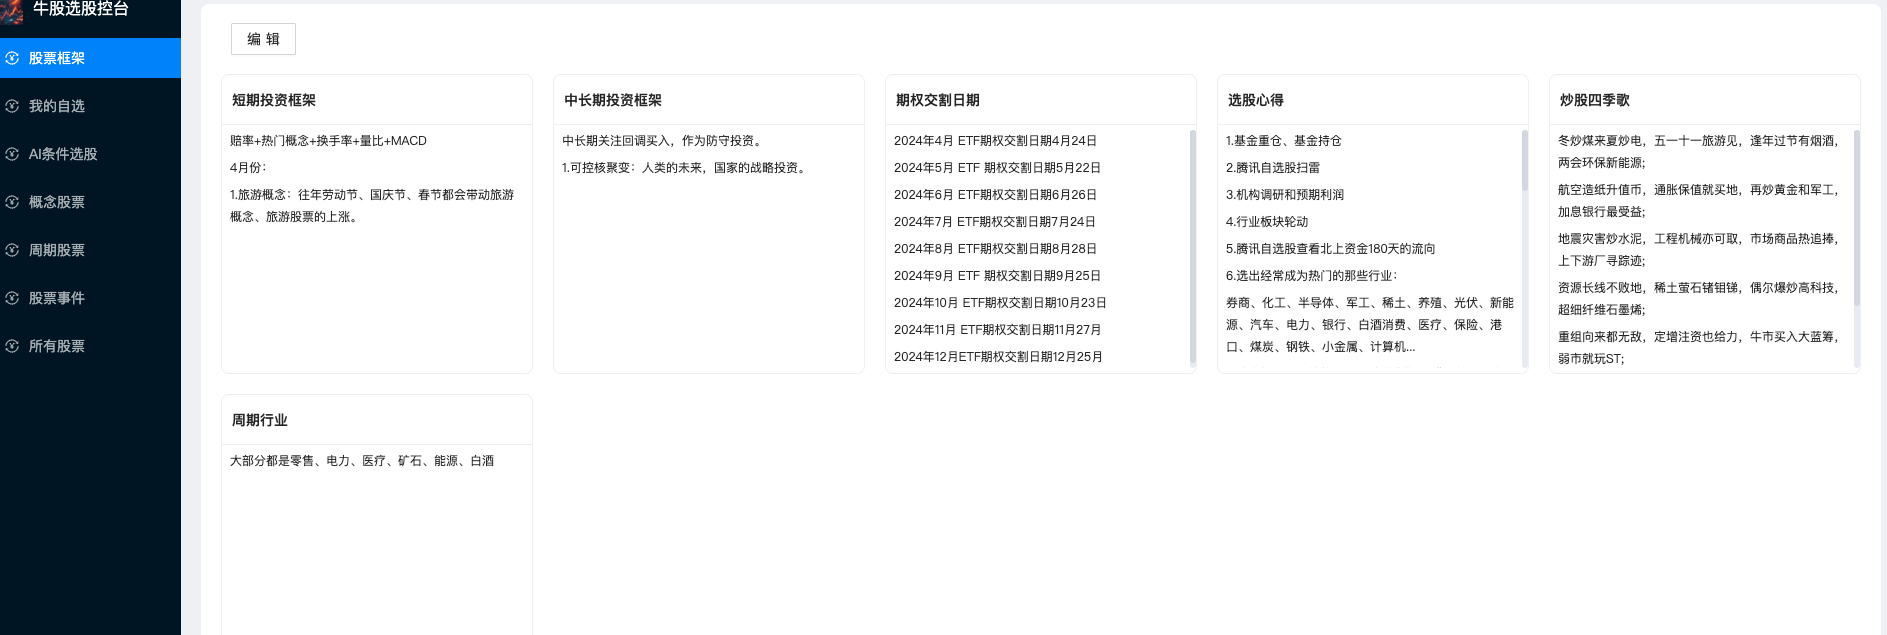 牛股选股控台
股票框架
我的自选
AI条件选股
概念股票
周期股票
股票事件
所有股票
编 辑
短期投资框架
赔率+热门概念+换手率+量比+MACD
4月份：
1.旅游概念：往年劳动节、国庆节、春节都会带动旅游
概念、旅游股票的上涨。
中长期投资框架
中长期关注回调买入，作为防守投资。
1.可控核聚变：人类的未来，国家的战略投资。
期权交割日期
2024年4月 ETF期权交割日期4月24日
2024年5月 ETF 期权交割日期5月22日
2024年6月 ETF期权交割日期6月26日
2024年7月 ETF期权交割日期7月24日
2024年8月 ETF期权交割日期8月28日
2024年9月 ETF 期权交割日期9月25日
2024年10月 ETF期权交割日期10月23日
2024年11月 ETF期权交割日期11月27月
2024年12月ETF期权交割日期12月25月
选股心得
1.基金重仓、基金持仓
2.腾讯自选股扫雷
3.机构调研和预期利润
4.行业板块轮动
5.腾讯自选股查看北上资金180天的流向
6.选出经常成为热门的那些行业：
券商、化工、半导体、军工、稀土、养殖、光伏、新能
源、汽车、电力、银行、白酒消费、医疗、保险、港
口、煤炭、钢铁、小金属、计算机...
炒股四季歌
冬炒煤来夏炒电，五一十一旅游见，逢年过节有烟酒，
两会环保新能源;
航空造纸升值币，通胀保值就买地，再炒黄金和军工，
加息银行最受益;
地震灾害炒水泥，工程机械亦可取，市场商品热追捧，
上下游厂寻踪迹;
资源长线不败地，稀土萤石锗钼锑，偶尔爆炒高科技，
超细纤维石墨烯;
重组向来都无敌，定增注资也给力，牛市买入大蓝筹，
弱市就玩ST;
周期行业
大部分都是零售、电力、医疗、矿石、能源、白酒